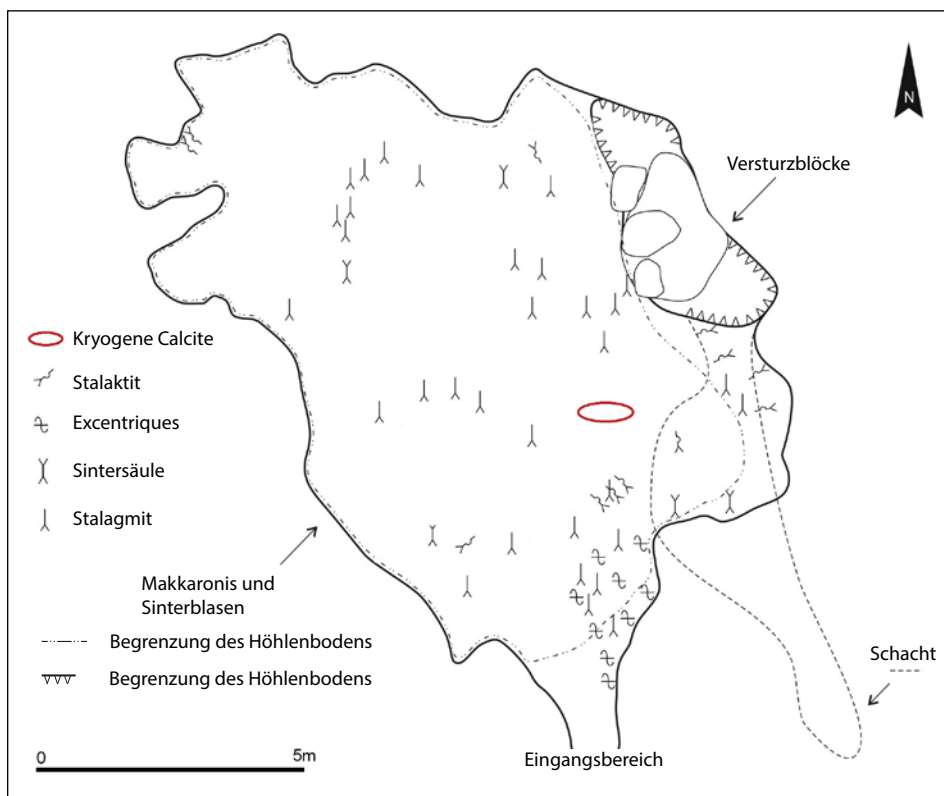 N
Versturzblöcke
Kryogene Calcite
Stalaktit
Excentriques
Sintersäule
Stalagmit
Makkaronis und
Sinterblasen
Begrenzung des Höhlenbodens
Begrenzung des Höhlenbodens
Schacht
Eingangsbereich
0
5m